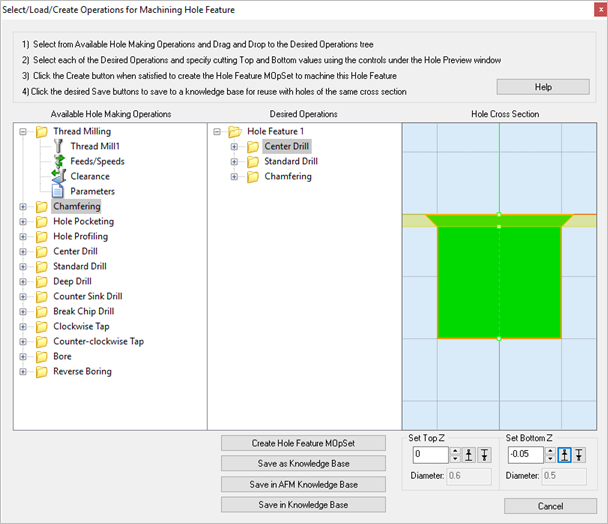 Select/Load/Create Operations for Machining Hole Feature
1) Select from Available Hole Making Operations and Drag and Drop to the Desired Operations tree
2) Select each of the Desired Operations and specify cutting Top and Bottom values using the controls under the Hole Preview window
3) Click the Create button when satisfied to create the Hole Feature MOpSet to machine this Hole Feature
4) Click the desired Save buttons to save to a knowledge base for reuse with holes of the same cross section
Help
Available Hole Making Operations
Thread Milling
Thread Mill1
Feeds/Speeds
Clearance
Parameters
Chamfering
Hole Pocketing
Hole Profiling
Center Drill
Standard Drill
Deep Drill
Counter Sink Drill
Break Chip Drill
Clockwise Tap
Counter-clockwise Tap
Bore
Reverse Boring
Desired Operations
Hole Feature 1
Center Drill
Standard Drill
Chamfering
Hole Cross Section
Create Hole Feature MOpSet
Save as Knowledge Base
Save in AFM Knowledge Base
Save in Knowledge Base
Set Top Z
0
Diameter: 0.6
Set Bottom Z
-0.05
Diameter: 0.5
Cancel